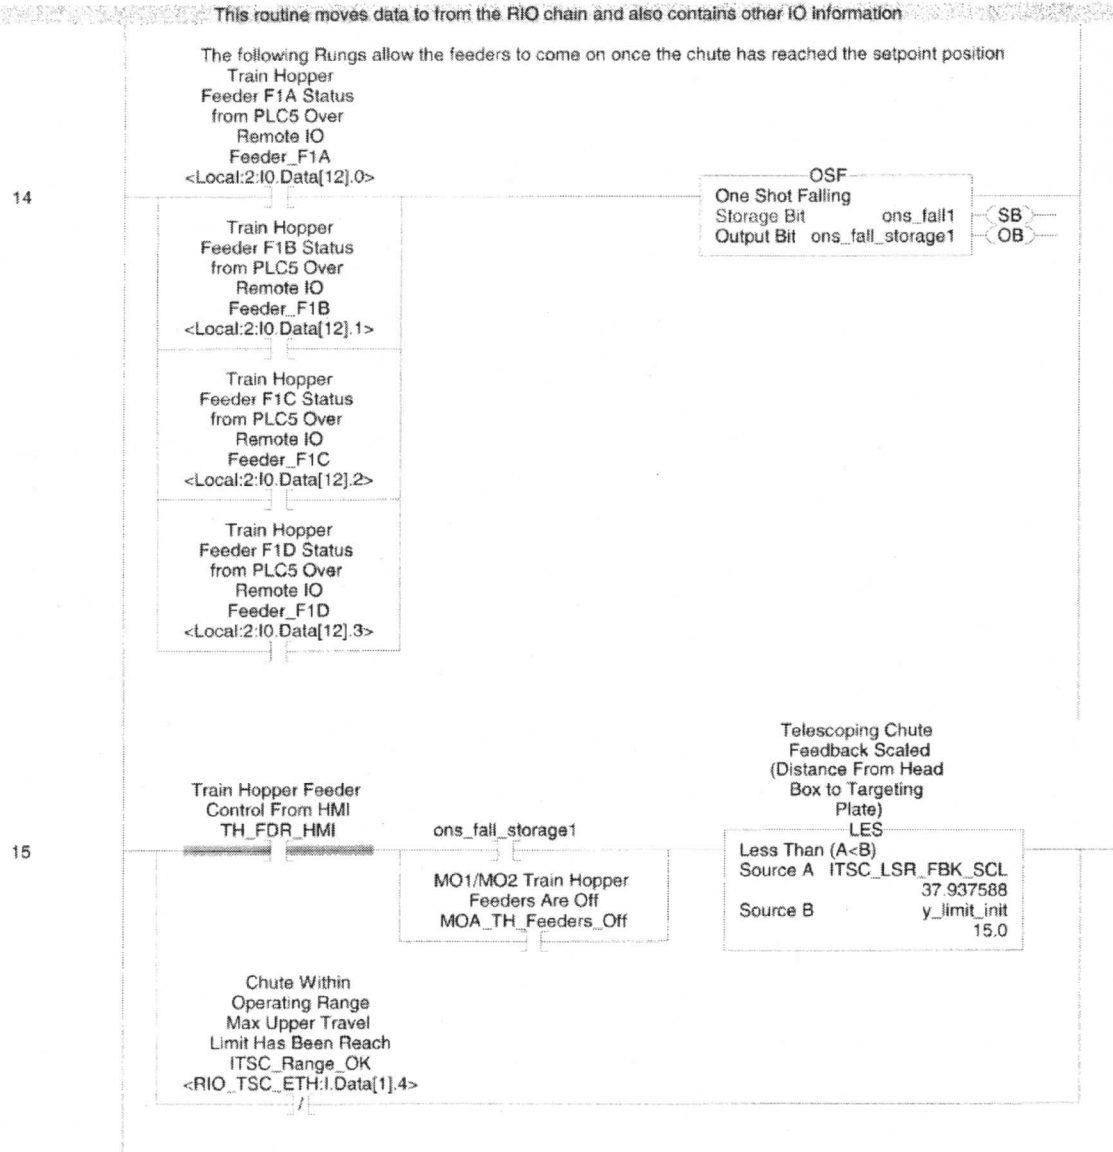 This routine moves data to from the RIO chain and also contains other IO information
The following Rungs allow the feeders to come on once the chute has reached the setpoint position
Train Hopper
Feeder F1A Status
from PLC5 Over
Remote IO
Feeder_F1A
<Local:2:I0.Data[12].0>
14
OSF
One Shot Falling
Storage Bit ons_fall1
SB
Output Bit ons_fall_storage1
OB
Train Hopper
Feeder F1B Status
from PLC5 Over
Remote IO
Feeder_F1B
<Local:2:I0.Data[12].1>
Train Hopper
Feeder F1C Status
from PLC5 Over
Remote IO
Feeder_F1C
<Local:2:I0.Data[12].2>
Train Hopper
Feeder F1D Status
from PLC5 Over
Remote IO
Feeder_F1D
<Local:2:I0.Data[12].3>
15
Train Hopper Feeder
Control From HMI
TH_FDR_HMI
ons_fall_storage1
MO1/MO2 Train Hopper
Feeders Are Off
MOA_TH_Feeders_Off
Telescoping Chute
Feedback Scaled
(Distance From Head
Box to Targeting
Plate)
LES
Less Than (A<B)
Source A ITSC_LSR_FBK_SCL
37.937588
Source B y_limit_init
15.0
Chute Within
Operating Range
Max Upper Travel
Limit Has Been Reach
ITSC_Range_OK
<RIO_TSC_ETH:I.Data[1].4>